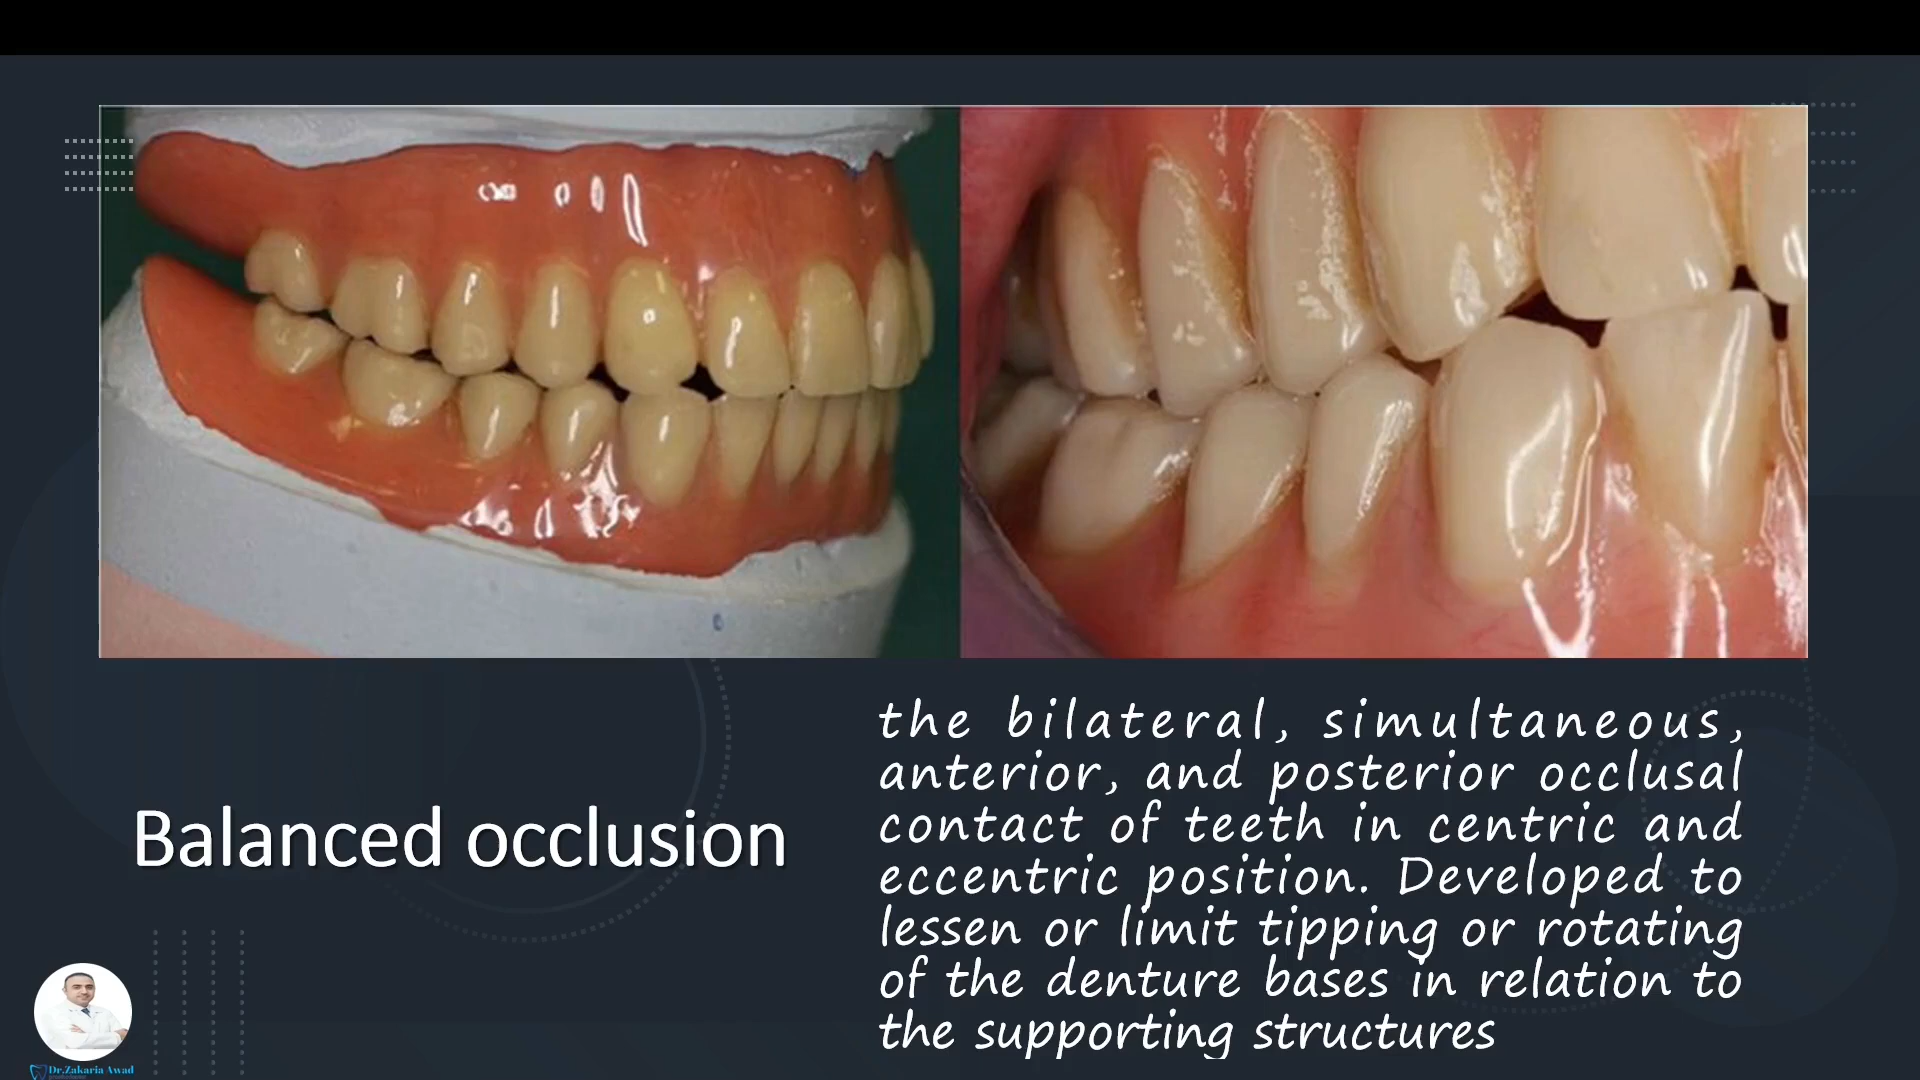 Balanced occlusion
the bilateral, simultaneous,
anterior, and posterior occlusal
contact of teeth in centric and
eccentric position. Developed to
lessen or limit tipping or rotating
of the denture bases in relation to
the supporting structures
Dr.Zakaria Awad